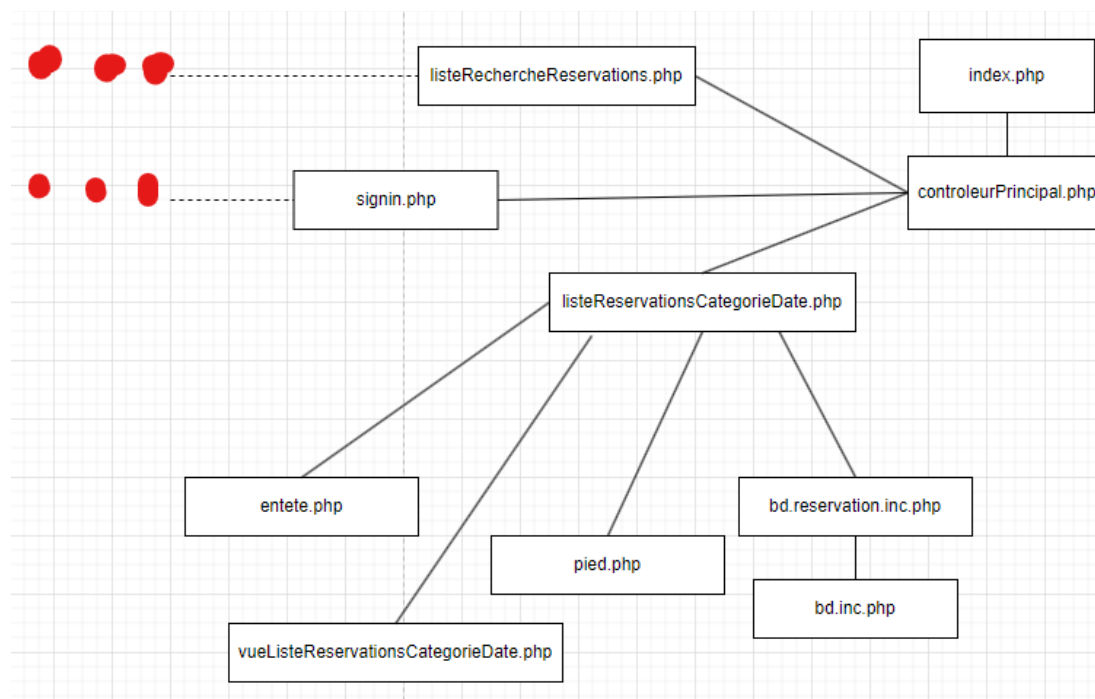 listeRechercheReservations.php
index.php
signin.php
controleurPrincipal.php
listeReservationsCategorieDate.php
entete.php
bd.reservation.inc.php
pied.php
bd.inc.php
vueListeReservationsCategorieDate.php